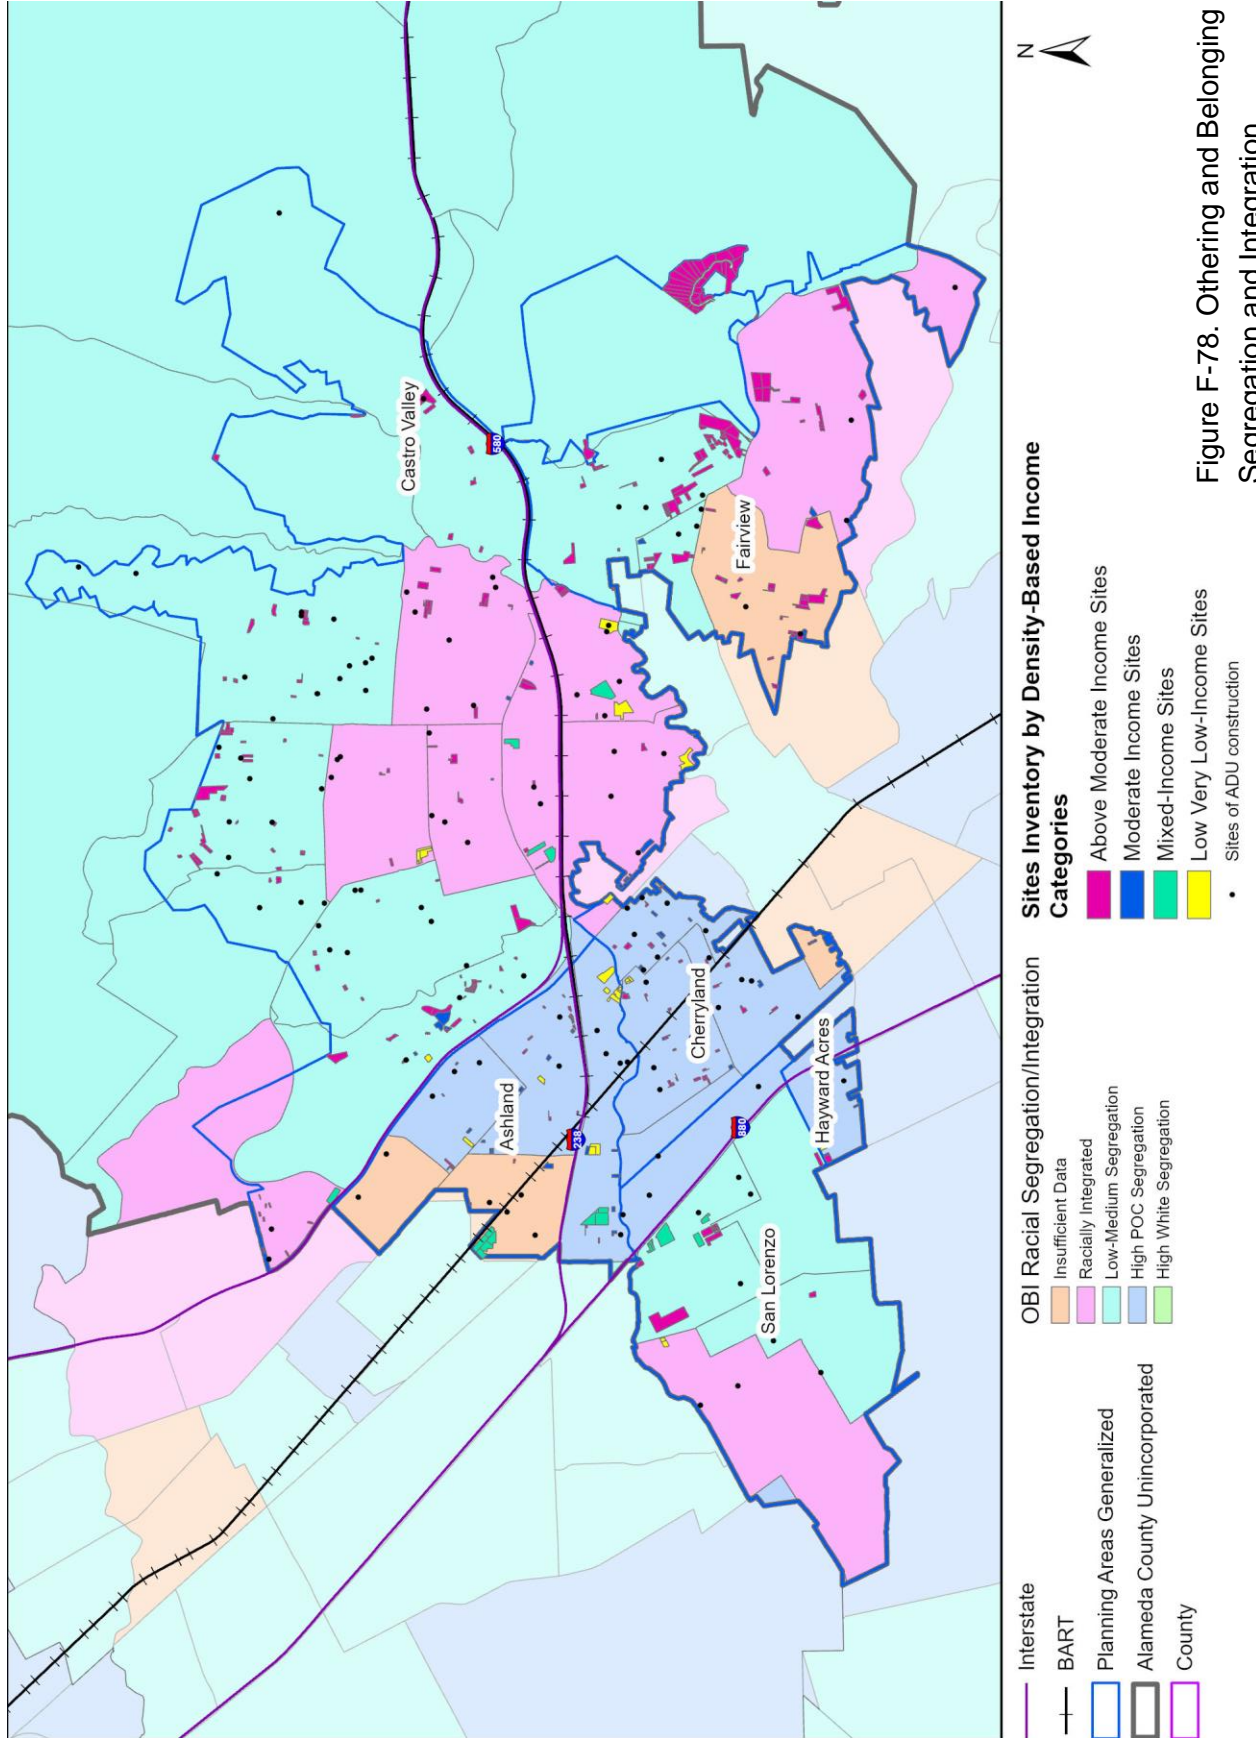 Castro Valley
580
Fairview
Cherryland
Ashland
238
880
Hayward Acres
San Lorenzo
N
Interstate
BART
Planning Areas Generalized
Alameda County Unincorporated
County
OBI Racial Segregation/Integration
Insufficient Data
Racially Integrated
Low-Medium Segregation
High POC Segregation
High White Segregation
Sites Inventory by Density-Based Income
Categories
Above Moderate Income Sites
Moderate Income Sites
Mixed-Income Sites
Low Very Low-Income Sites
Sites of ADU construction
Figure F-78. Othering and Belonging
Segregation and Integration